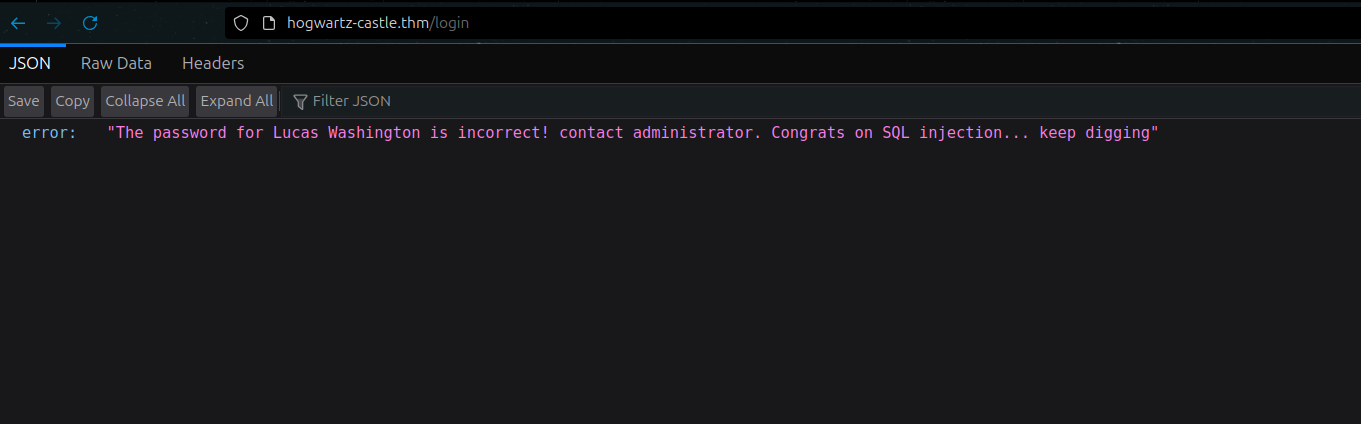 hogwartz-castle.thm/login
JSON Raw Data Headers
Save Copy Collapse All Expand All Filter JSON
error: "The password for Lucas Washington is incorrect! contact administrator. Congrats on SQL injection... keep digging"